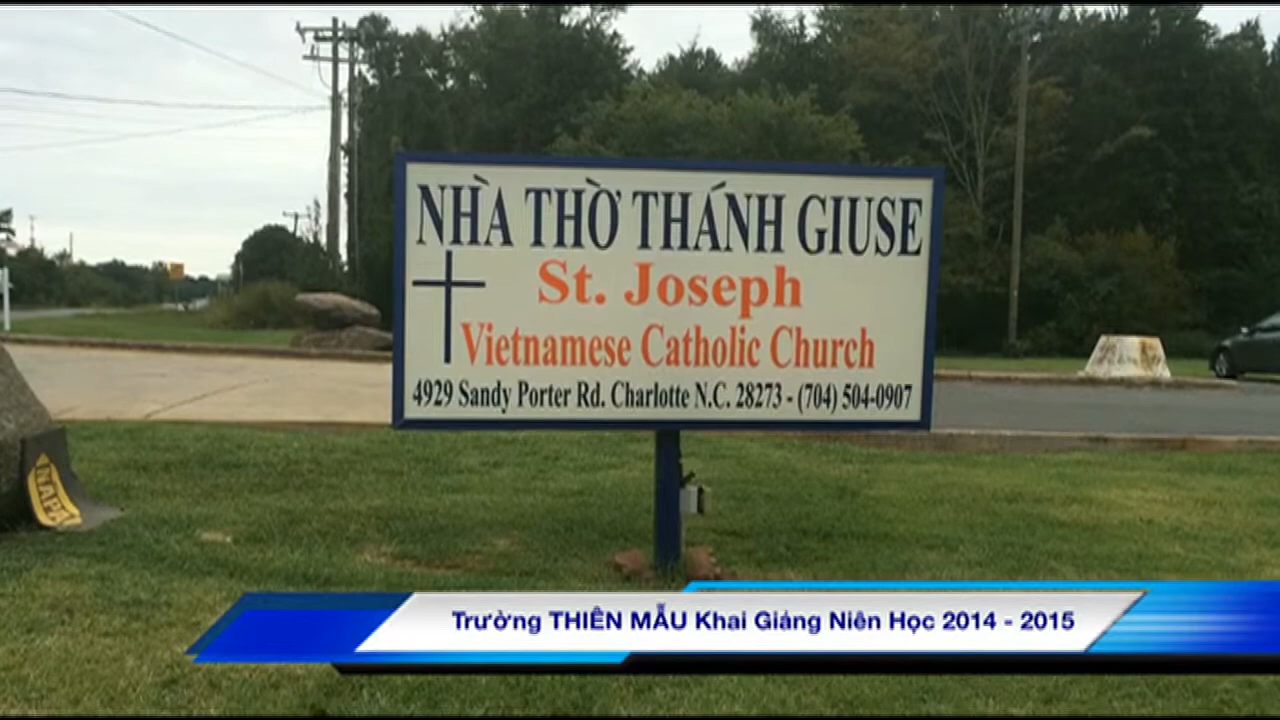 NHÀ THỜ THÁNH GIUSE
St. Joseph
Vietnamese Catholic Church
4929 Sandy Porter Rd. Charlotte N.C. 28273 - (704) 504-0907
NAPA
Trường THIÊN MẪU Khai Giảng Niên Học 2014 - 2015